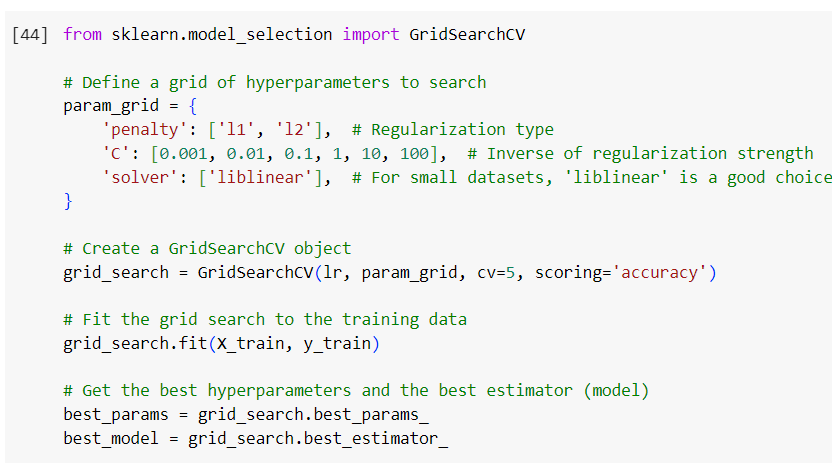 [44] from sklearn.model_selection import GridSearchCV
# Define a grid of hyperparameters to search
param_grid = {
    'penalty': ['l1', 'l2'],  # Regularization type
    'C': [0.001, 0.01, 0.1, 1, 10, 100],  # Inverse of regularization strength
    'solver': ['liblinear'],  # For small datasets, 'liblinear' is a good choice
}
# Create a GridSearchCV object
grid_search = GridSearchCV(lr, param_grid, cv=5, scoring='accuracy')
# Fit the grid search to the training data
grid_search.fit(X_train, y_train)
# Get the best hyperparameters and the best estimator (model)
best_params = grid_search.best_params_
best_model = grid_search.best_estimator_